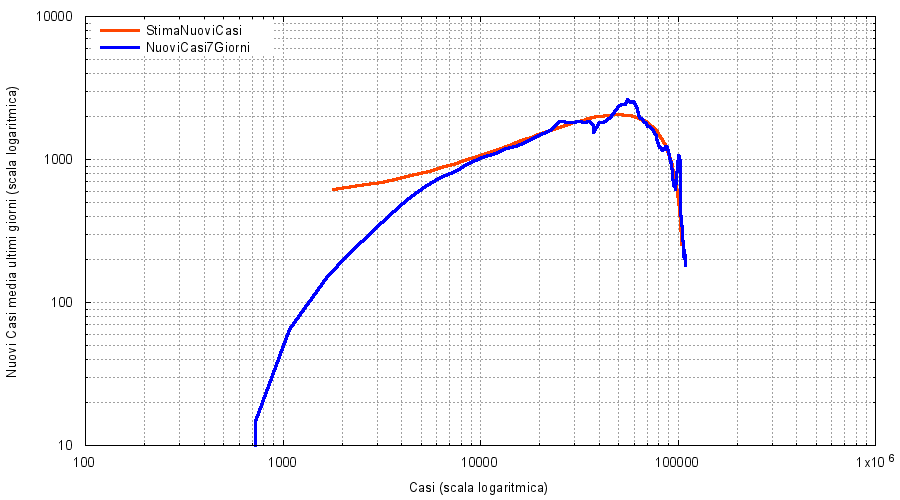 10000
StimaNuoviCasi
NuoviCasi7Giorni
1000
100
10
Nuovi Casi media ultimi giorni (scala logaritmica)
100 1000 10000 100000 1x10 6
Casi (scala logaritmica)